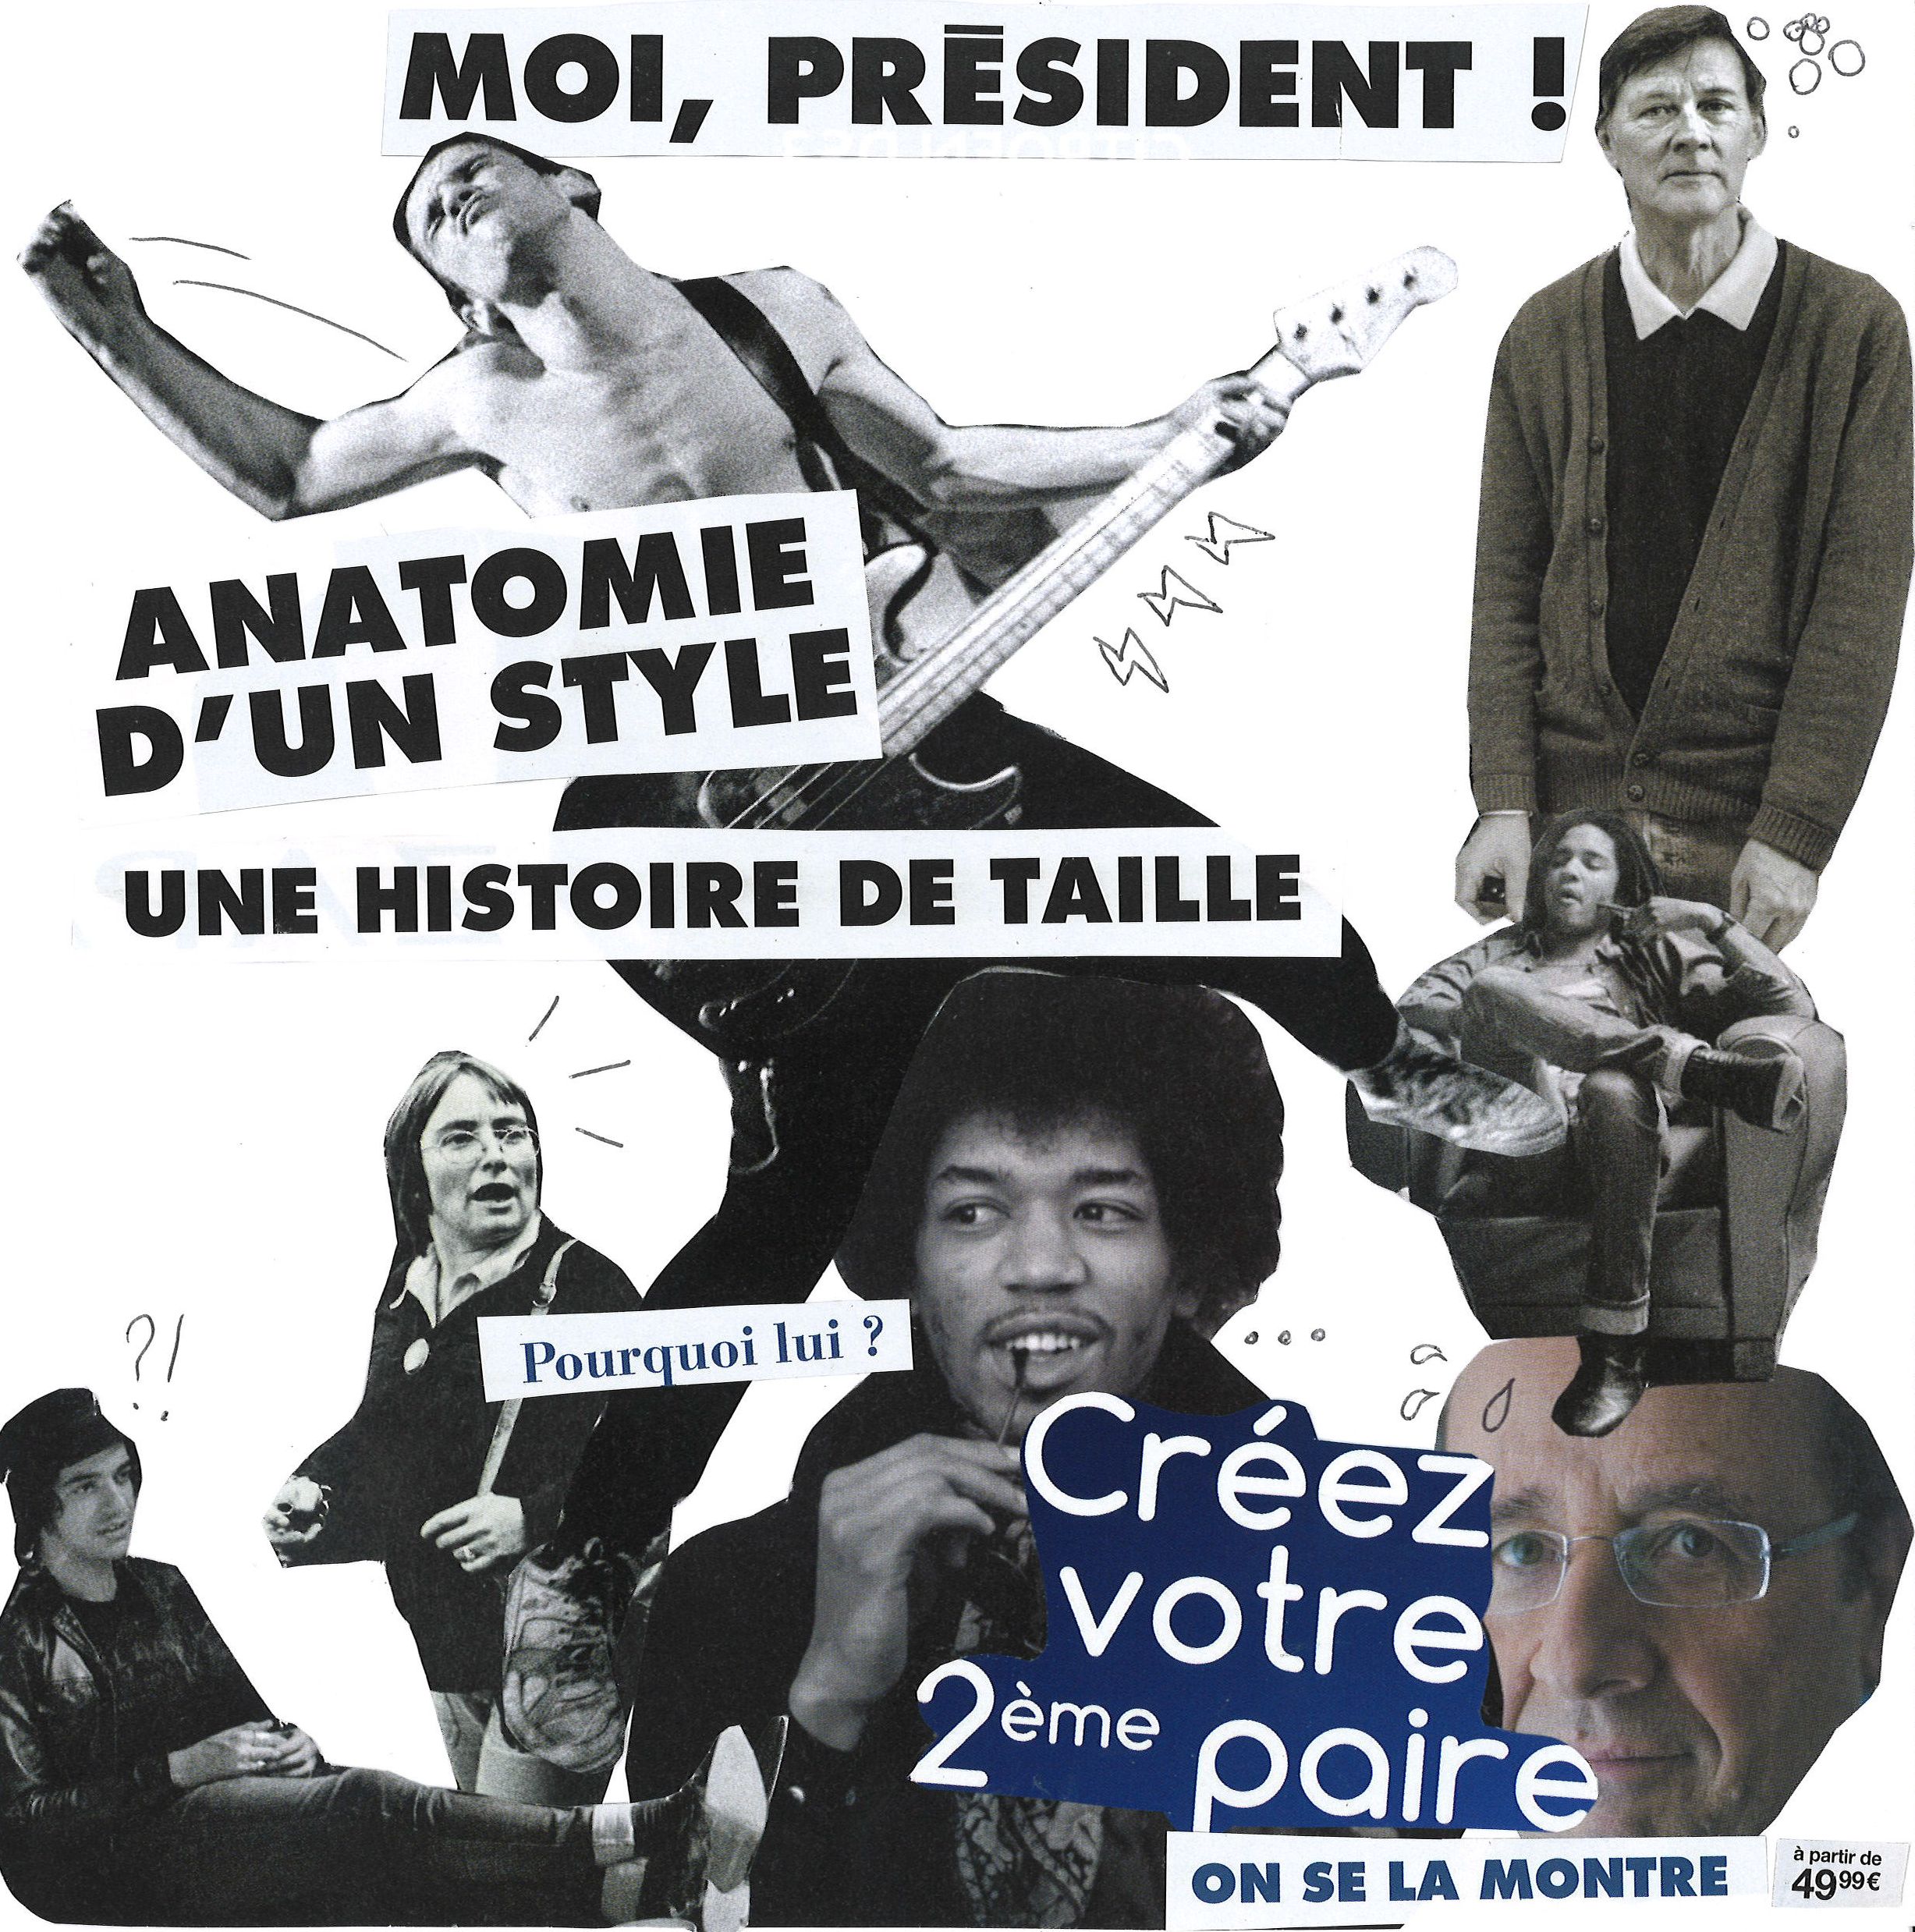 MOI, PRÉSIDENT !
ANATOMIE
D'UN STYLE
UNE HISTOIRE DE TAILLE
?!
Pourquoi lui ?
...
Créez
votre
2ème paire
ON SE LA MONTRE
à partir de
49,99€